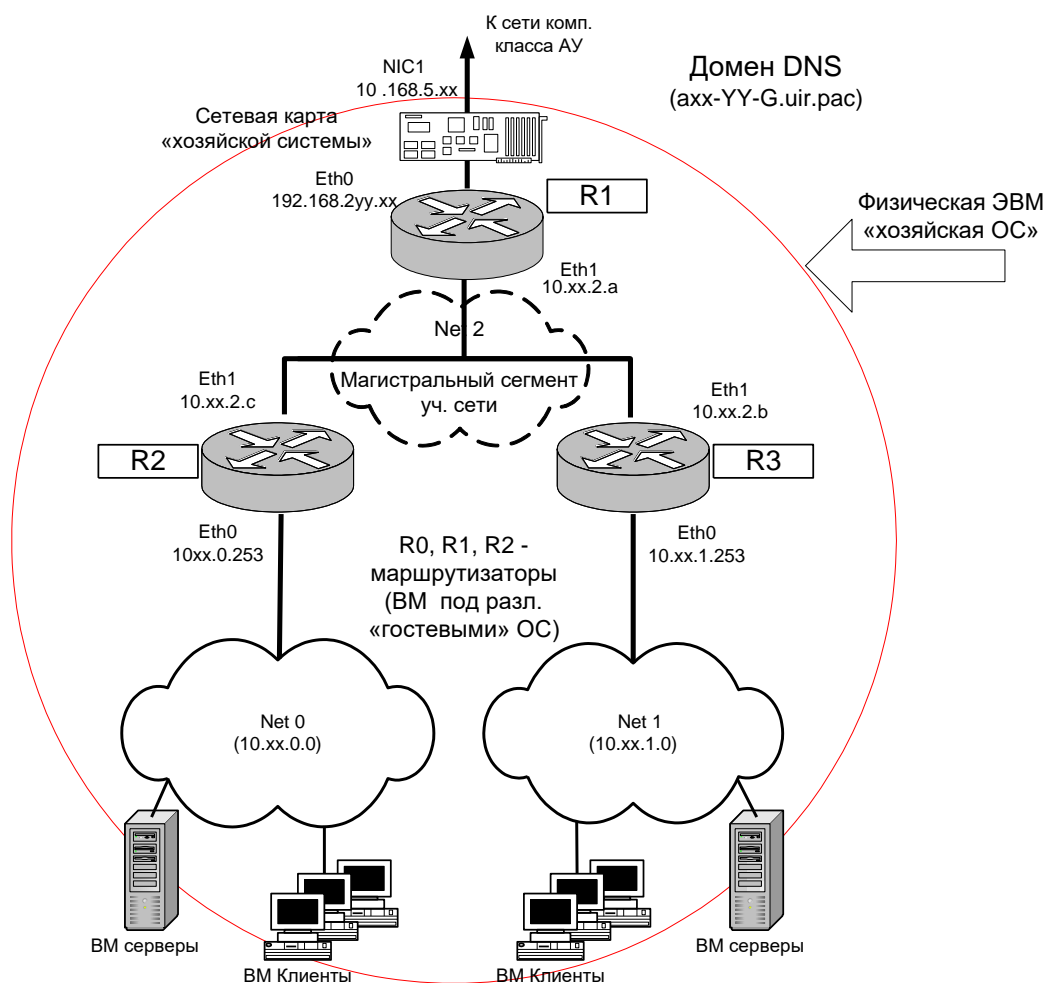 К сети комп.
класса АУ
NIC1
10 .168.5.xx
Домен DNS
(axx-YY-G.uir.pac)
Сетевая карта
«хозяйской системы»
Eth0
192.168.2yy.xx
R1
Физическая ЭВМ
«хозяйская ОС»
Eth1
10.xx.2.a
Net 2
Магистральный сегмент
уч. сети
Eth1
10.xx.2.c
Eth1
10.xx.2.b
R2
R3
Eth0
10xx.0.253
Eth0
10.xx.1.253
R0, R1, R2 -
маршрутизаторы
(ВМ под разл.
«гостевыми» ОС)
Net 0
(10.xx.0.0)
Net 1
(10.xx.1.0)
ВМ серверы
ВМ Клиенты
ВМ Клиенты
ВМ серверы